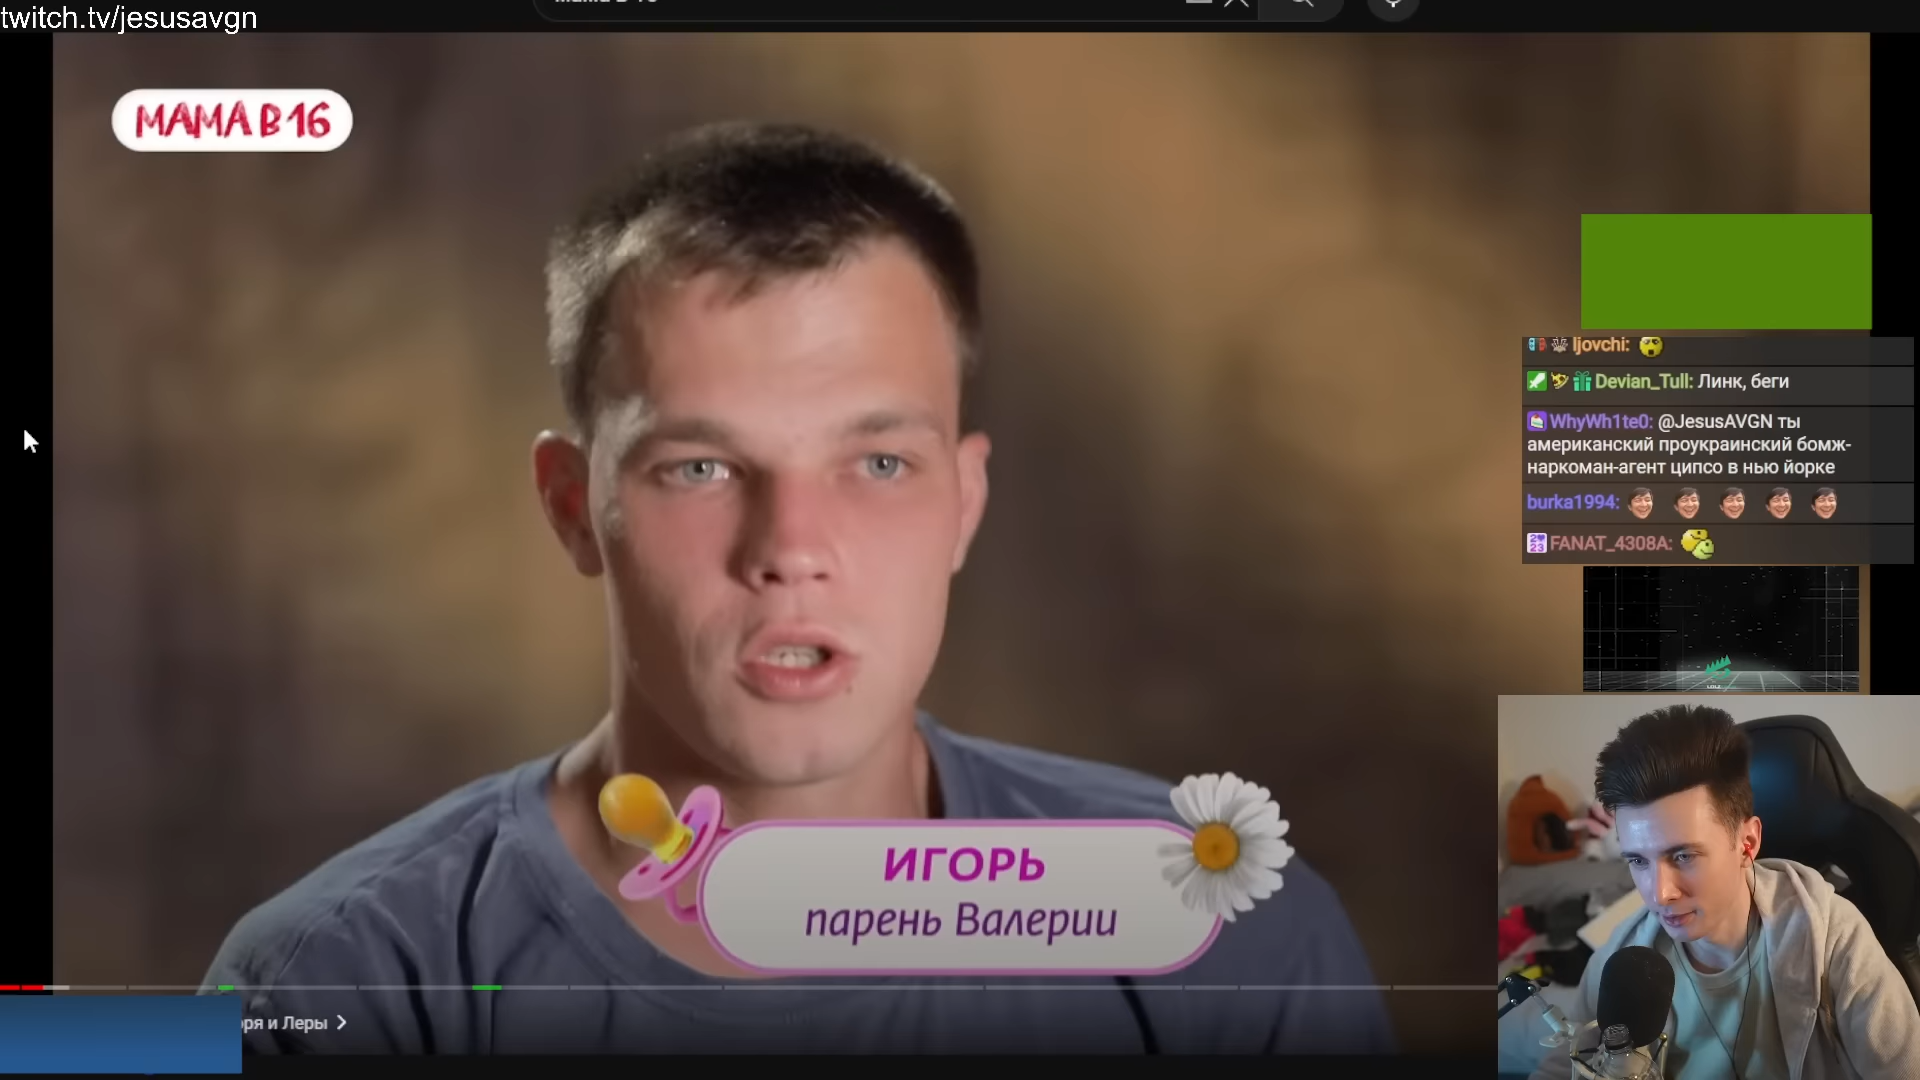 twitch.tv/jesusavgn
МАМА В 16
ljovchi:
Devian_Tull: Линк, беги
WhyWh1te0: @JesusAVGN ты
американский проукраинский бомж-
наркоман-агент ципсо в нью йорке
burka1994:
FANAT_4308A:
ИГОРЬ
парень Валерии
и Леры